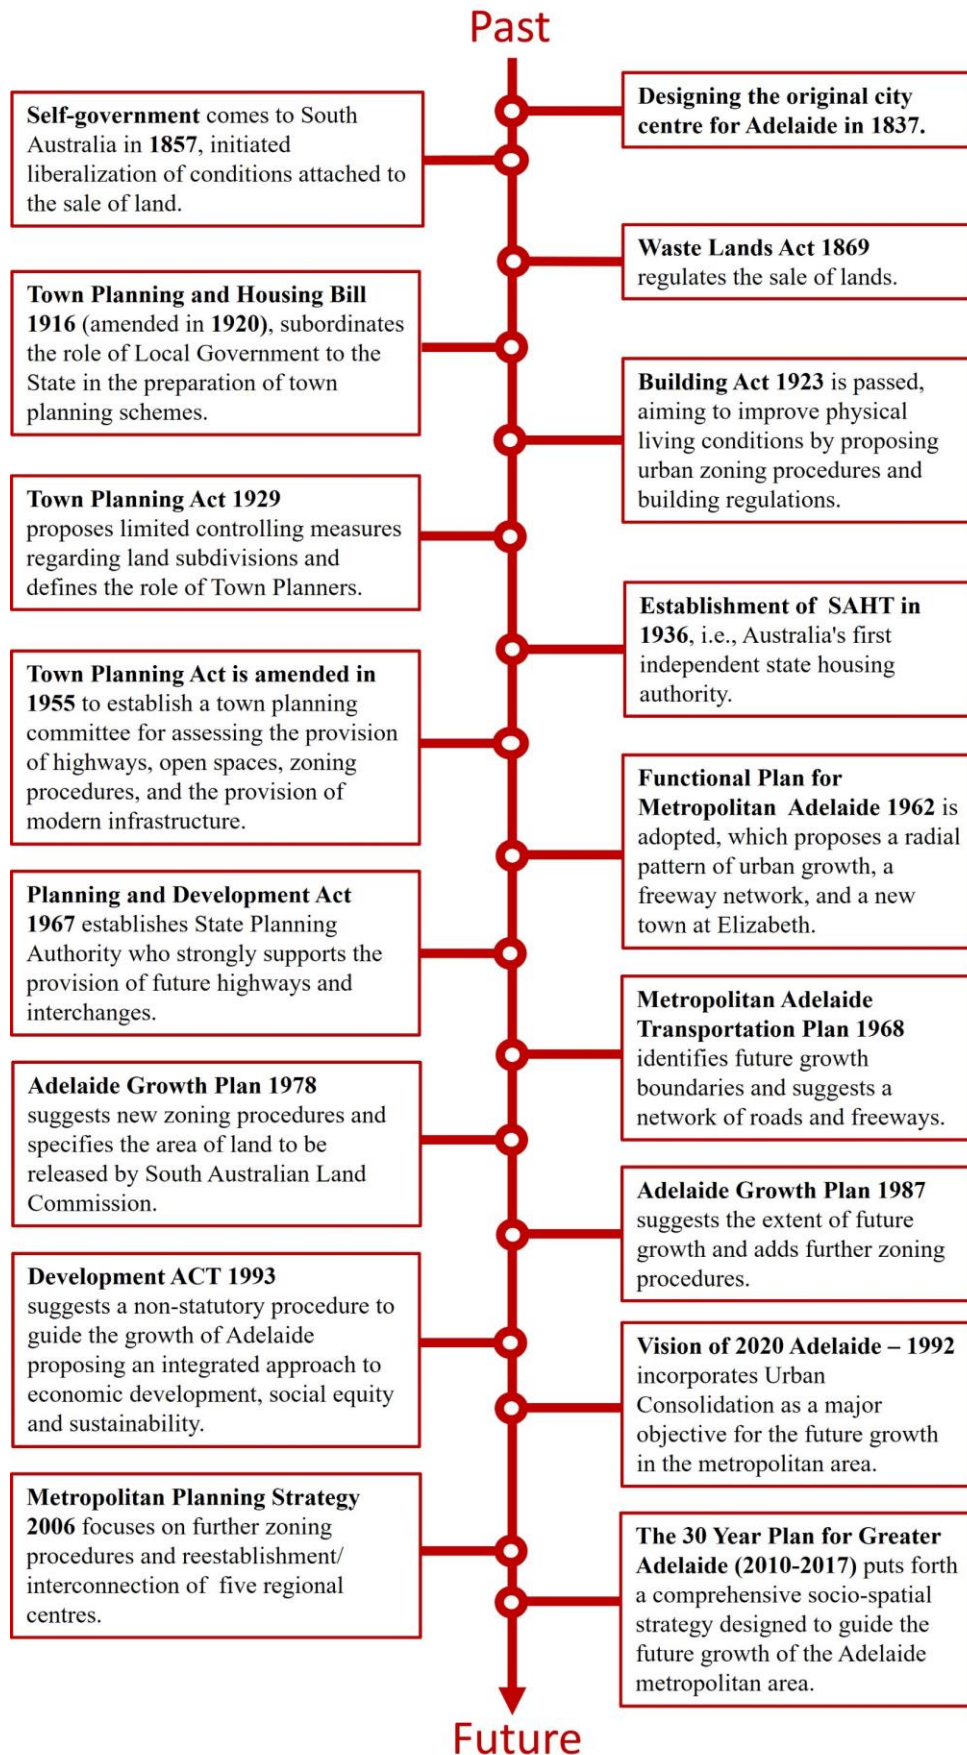 Past
Designing the original city
centre for Adelaide in 1837.
Self-government comes to South
Australia in 1857, initiated
liberalization of conditions attached to
the sale of land.
Waste Lands Act 1869
regulates the sale of lands.
Town Planning and Housing Bill
1916 (amended in 1920), subordinates
the role of Local Government to the
State in the preparation of town
planning schemes.
Building Act 1923 is passed,
aiming to improve physical
living conditions by proposing
urban zoning procedures and
building regulations.
Town Planning Act 1929
proposes limited controlling measures
regarding land subdivisions and
defines the role of Town Planners.
Establishment of SAHT in
1936, i.e., Australia's first
independent state housing
authority.
Town Planning Act is amended in
1955 to establish a town planning
committee for assessing the provision
of highways, open spaces, zoning
procedures, and the provision of
modern infrastructure.
Functional Plan for
Metropolitan Adelaide 1962 is
adopted, which proposes a radial
pattern of urban growth, a
freeway network, and a new
town at Elizabeth.
Planning and Development Act
1967 establishes State Planning
Authority who strongly supports the
provision of future highways and
interchanges.
Metropolitan Adelaide
Transportation Plan 1968
identifies future growth
boundaries and suggests a
network of roads and freeways.
Adelaide Growth Plan 1978
suggests new zoning procedures and
specifies the area of land to be
released by South Australian Land
Commission.
Adelaide Growth Plan 1987
suggests the extent of future
growth and adds further zoning
procedures.
Development ACT 1993
suggests a non-statutory procedure to
guide the growth of Adelaide
proposing an integrated approach to
economic development, social equity
and sustainability.
Vision of 2020 Adelaide – 1992
incorporates Urban
Consolidation as a major
objective for the future growth
in the metropolitan area.
Metropolitan Planning Strategy
2006 focuses on further zoning
procedures and reestablishment/
interconnection of five regional
centres.
The 30 Year Plan for Greater
Adelaide (2010-2017) puts forth
a comprehensive socio-spatial
strategy designed to guide the
future growth of the Adelaide
metropolitan area.
Future